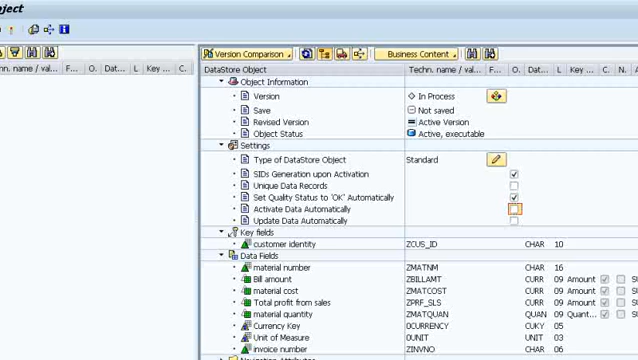 ject
Version Comparison Business Content
chn. name / val... F... O. Dat... L Key ... C.
DataStore Object Techn. name / val... F... O. Dat... L Key ... C. N.
Object Information
Version In Process
Save Not saved
Revised Version Active Version
Object Status Active, executable
Settings
Type of DataStore Object Standard
SIDs Generation upon Activation
Unique Data Records
Set Quality Status to 'OK' Automatically
Activate Data Automatically
Update Data Automatically
Key fields
customer identity ZCUS_ID CHAR 10
Data Fields
material number ZMATNM CHAR 16
Bill amount ZBILLAMT CURR 09 Amount
material cost ZMATCOST CURR 09 Amount
Total profit from sales ZPRF_SLS CURR 09 Amount
material quantity ZMATQUAN QUAN 09 Quant...
Currency Key 0CURRENCY CUKY 05
Unit of Measure 0UNIT UNIT 03
invoice number ZINVNO CHAR 06